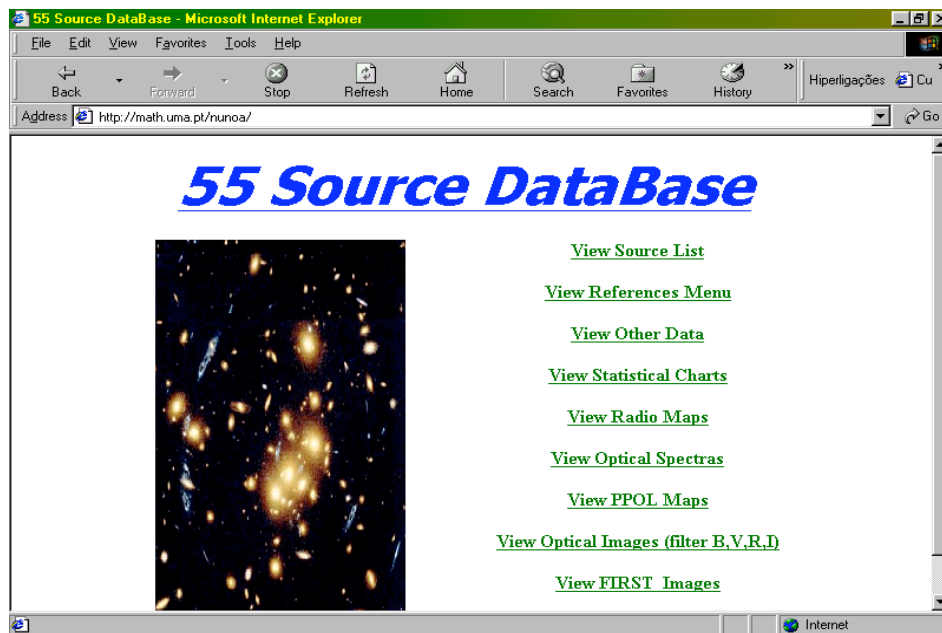 55 Source DataBase - Microsoft Internet Explorer
File Edit View Favorites Tools Help
Back Forward Stop Refresh Home Search Favorites History » Hiperligações Cu »
Address http://math.uma.pt/nunoa/ Go
55 Source DataBase
View Source List
View References Menu
View Other Data
View Statistical Charts
View Radio Maps
View Optical Spectras
View PPOL Maps
View Optical Images (filter B,V,R,I)
View FIRST Images
Internet